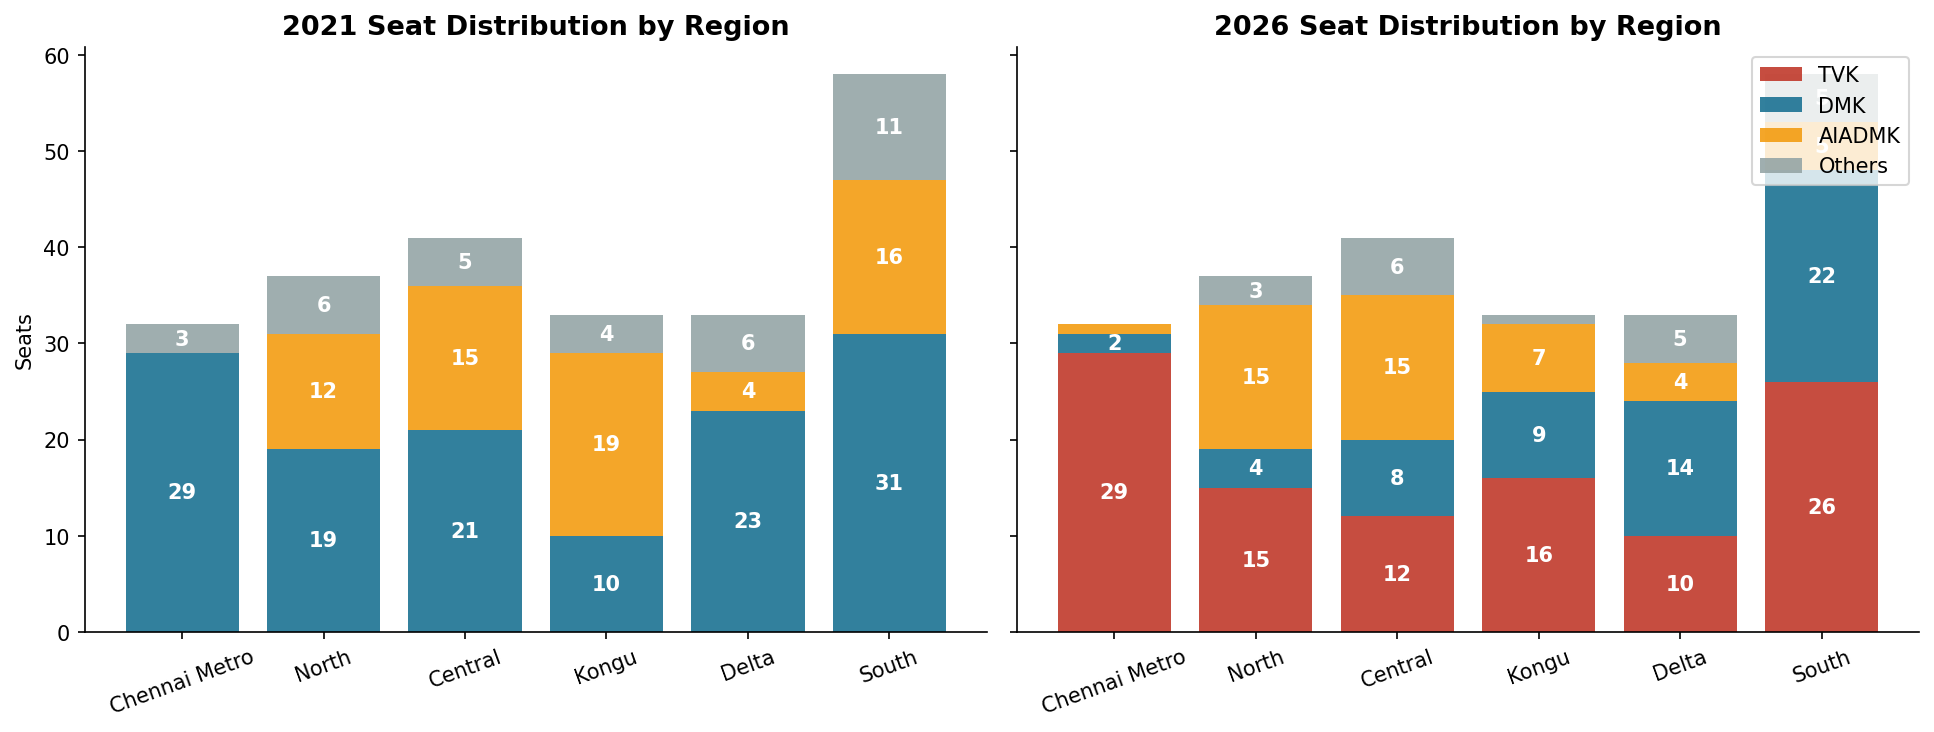 2021 Seat Distribution by Region
2026 Seat Distribution by Region
Seats
60
50
40
30
20
10
0
29
3
19
12
6
21
15
5
10
19
4
23
4
6
31
16
11
Chennai Metro
North
Central
Kongu
Delta
South
TVK
DMK
AIADMK
Others
29
2
15
4
15
3
12
8
15
6
16
9
7
10
14
4
5
26
22
Chennai Metro
North
Central
Kongu
Delta
South